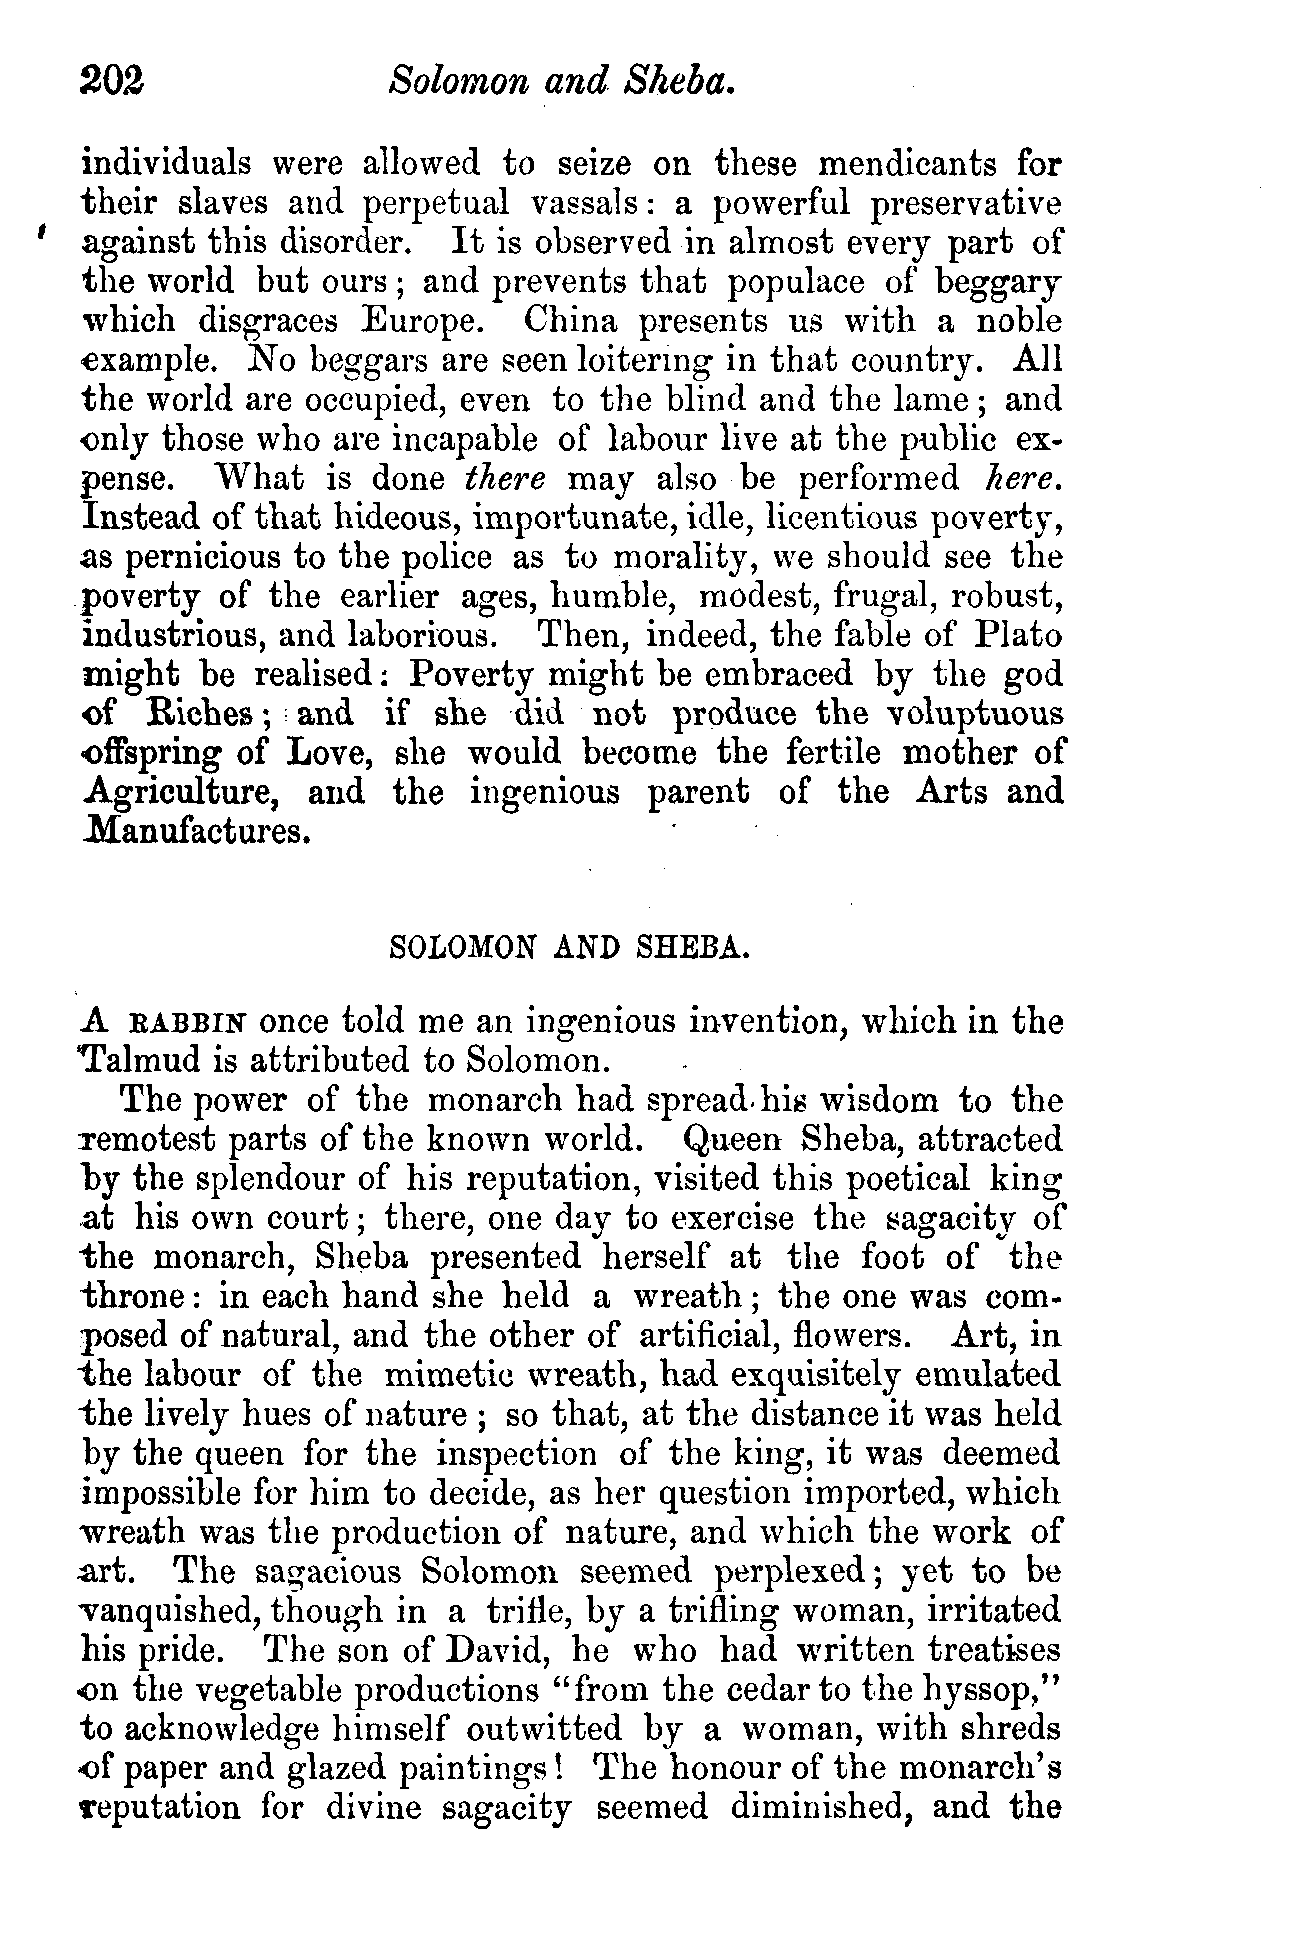 202 Solomon and Sheba.
individuals were allowed to seize on these mendicants for
their slaves and perpetual vassals: a powerful preservative
against this disorder. It is observed in almost every part of
the world but ours; and prevents that populace of beggary
which disgraces Europe. China presents us with a noble
example. No beggars are seen loitering in that country. All
the world are occupied, even to the blind and the lame; and
only those who are incapable of labour live at the public ex-
pense. What is done there may also be performed here.
Instead of that hideous, importunate, idle, licentious poverty,
as pernicious to the police as to morality, we should see the
poverty of the earlier ages, humble, modest, frugal, robust,
industrious, and laborious. Then, indeed, the fable of Plato
might be realised: Poverty might be embraced by the god
of Riches; and if she did not produce the voluptuous
offspring of Love, she would become the fertile mother of
Agriculture, and the ingenious parent of the Arts and
Manufactures.
SOLOMON AND SHEBA.
A RABBIN once told me an ingenious invention, which in the
Talmud is attributed to Solomon.
The power of the monarch had spread his wisdom to the
remotest parts of the known world. Queen Sheba, attracted
by the splendour of his reputation, visited this poetical king
at his own court; there, one day to exercise the sagacity of
the monarch, Sheba presented herself at the foot of the
throne: in each hand she held a wreath; the one was com-
posed of natural, and the other of artificial, flowers. Art, in
the labour of the mimetic wreath, had exquisitely emulated
the lively hues of nature; so that, at the distance it was held
by the queen for the inspection of the king, it was deemed
impossible for him to decide, as her question imported, which
wreath was the production of nature, and which the work of
art. The sagacious Solomon seemed perplexed; yet to be
vanquished, though in a trifle, by a trifling woman, irritated
his pride. The son of David, he who had written treatises
on the vegetable productions "from the cedar to the hyssop,"
to acknowledge himself outwitted by a woman, with shreds
of paper and glazed paintings! The honour of the monarch's
reputation for divine sagacity seemed diminished, and the